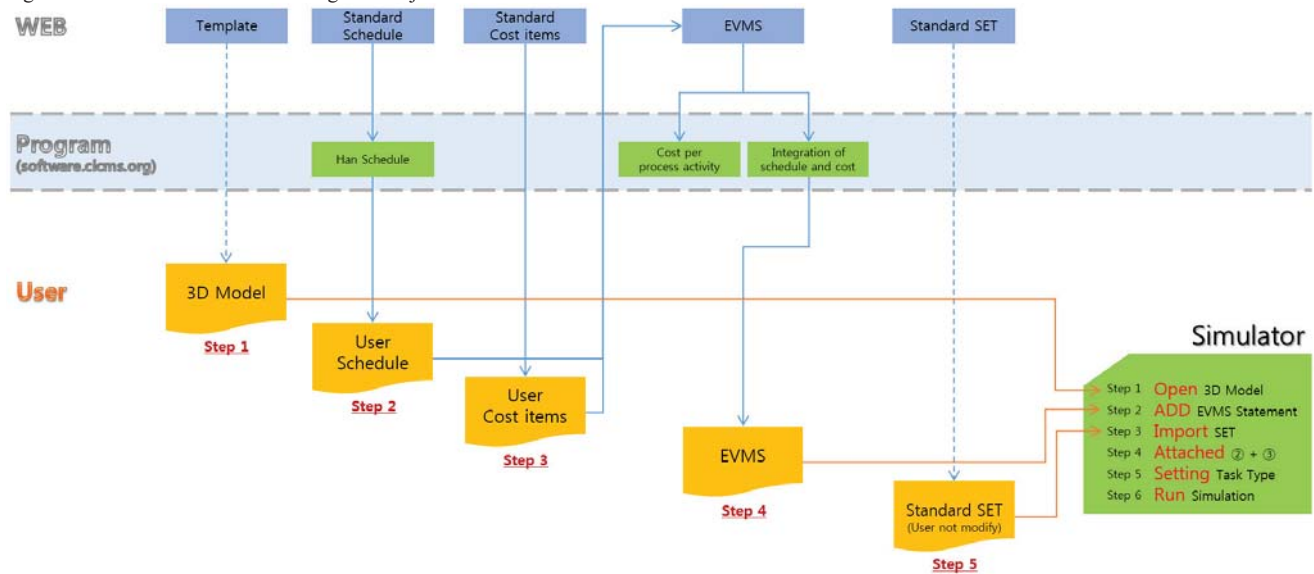 WEB
Template
Standard
Schedule
Standard
Cost items
EVMS
Standard SET
Program
(software.cicms.org)
Han Schedule
Cost per
process activity
Integration of
schedule and cost
User
3D Model
Step 1
User
Schedule
Step 2
User
Cost items
Step 3
EVMS
Step 4
Standard SET
(User not modify)
Step 5
Simulator
Step 1 Open 3D Model
Step 2 ADD EVMS Statement
Step 3 Import SET
Step 4 Attached ② + ③
Step 5 Setting Task Type
Step 6 Run Simulation